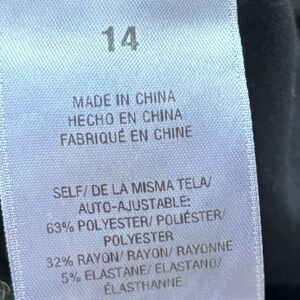 14
MADE IN CHINA
HECHO EN CHINA
FABRIQUÉ EN CHINE
SELF/ DE LA MISMA TELA/
AUTO-AJUSTABLE:
63% POLYESTER/ POLIÉSTER/
POLYESTER
32% RAYON/ RAYON/ RAYONNE
5% ELASTANE/ ELASTANO/
ÉLASTHANNE